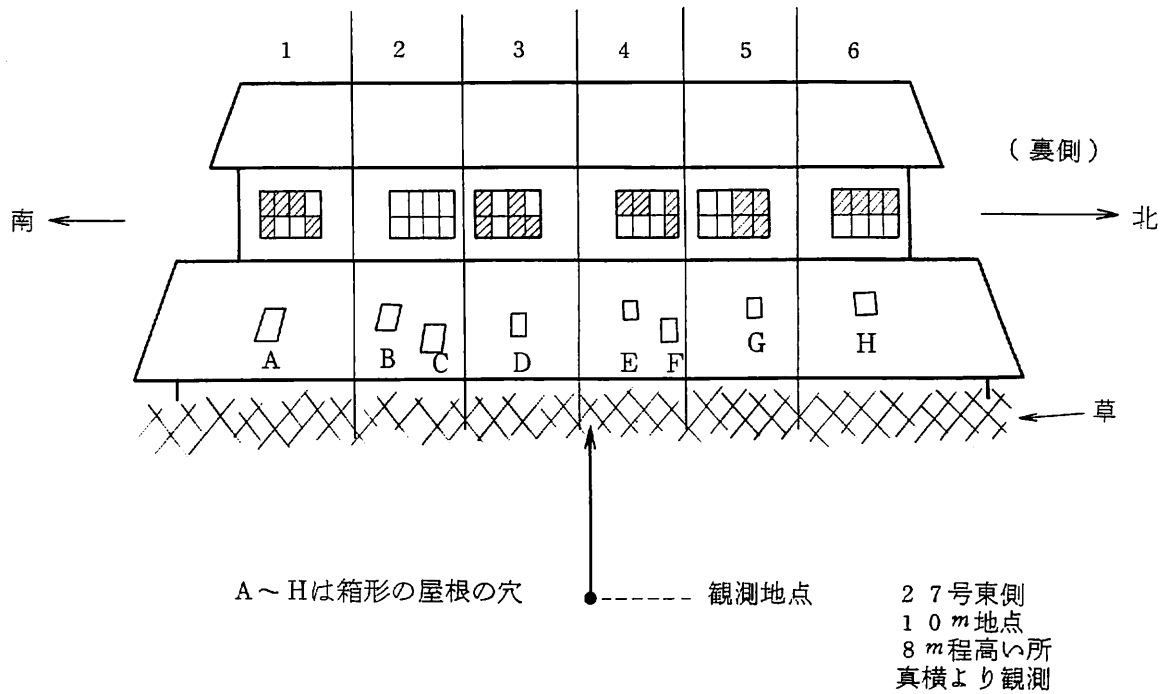 1 2 3 4 5 6
(裏側)
南 北
A B C D E F G H
草
A~Hは箱形の屋根の穴
観測地点
27号東側
10m地点
8m程高い所
真横より観測